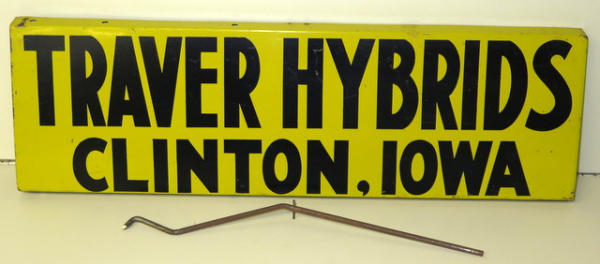 TRAVER HYBRIDS
CLINTON, IOWA